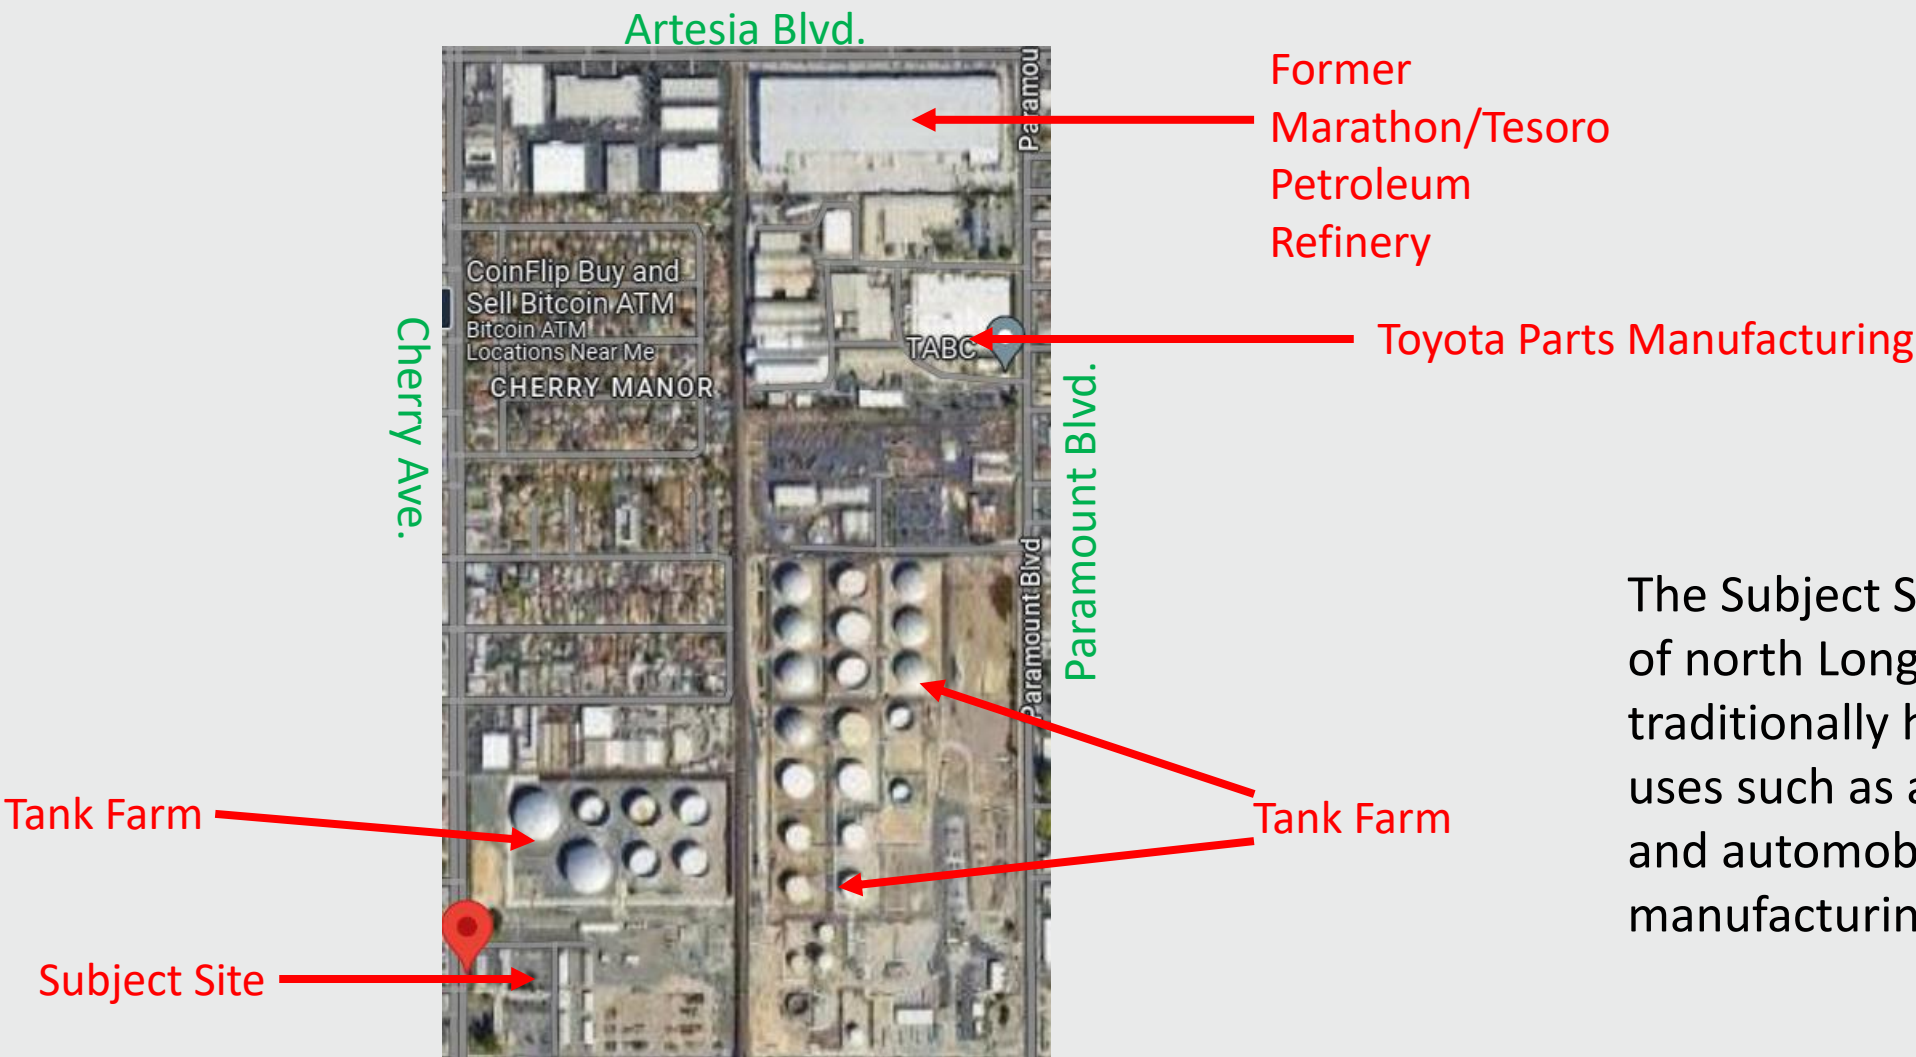 Artesia Blvd.
Former
Marathon/Tesoro
Petroleum
Refinery
Paramou
CoinFlip Buy and
Sell Bitcoin ATM
Bitcoin ATM
Locations Near Me
CHERRY MANOR
Cherry Ave.
TABC
Toyota Parts Manufacturing
Paramount Blvd.
Paramount Blvd
Tank Farm
Tank Farm
Subject Site
The Subject S
of north Long
traditionally h
uses such as a
and automob
manufacturin